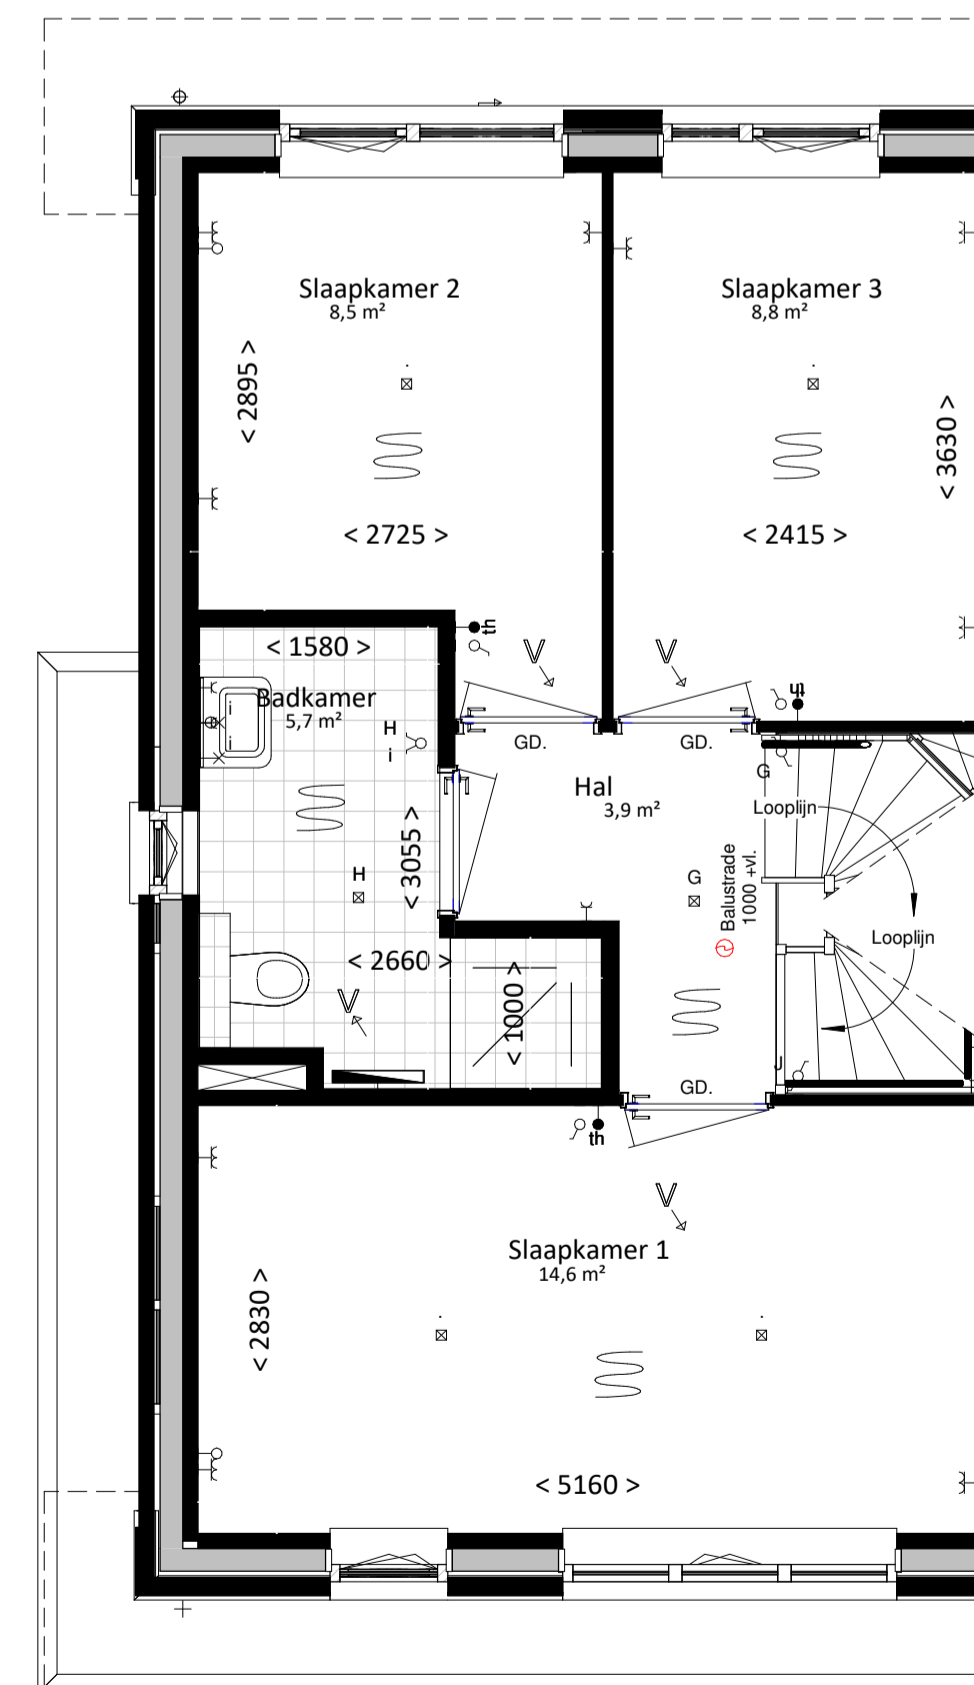 Slaapkamer 2
8,5 m²
Slaapkamer 3
8,8 m²
< 2895 >
< 3630 >
< 2725 >
< 2415 >
th
V
V
< 1580 >
Badkamer
5,7 m²
i
i
H
i
th
GD.
GD.
G
Hal
3,9 m²
Looplijn
< 3055 >
H
G
Balustrade
1000 +vl.
Looplijn
< 2660 >
< 1000 >
V
J
GD.
th
V
Slaapkamer 1
14,6 m²
< 2830 >
< 5160 >